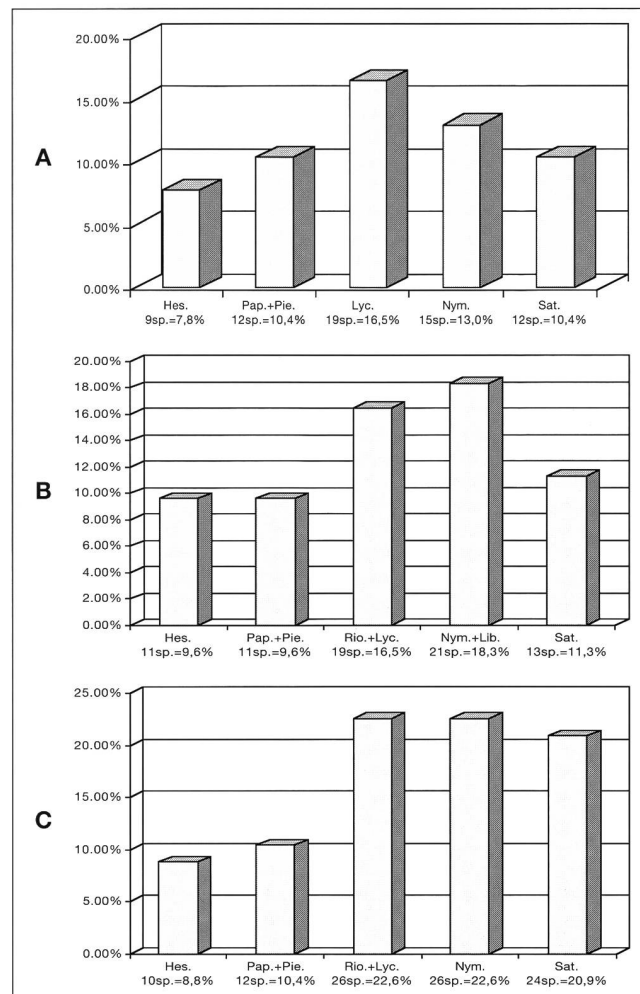 A
20.00%
15.00%
10.00%
5.00%
0.00%
Hes. Pap.+Pie. Lyc. Nym. Sat.
9sp.=7,8% 12sp.=10,4% 19sp.=16,5% 15sp.=13,0% 12sp.=10,4%
B
20.00%
18.00%
16.00%
14.00%
12.00%
10.00%
8.00%
6.00%
4.00%
2.00%
0.00%
Hes. Pap.+Pie. Rio.+Lyc. Nym.+Lib. Sat.
11sp.=9,6% 11sp.=9,6% 19sp.=16,5% 21sp.=18,3% 13sp.=11,3%
C
25.00%
20.00%
15.00%
10.00%
5.00%
0.00%
Hes. Pap.+Pie. Rio.+Lyc. Nym. Sat.
10sp.=8,8% 12sp.=10,4% 26sp.=22,6% 26sp.=22,6% 24sp.=20,9%